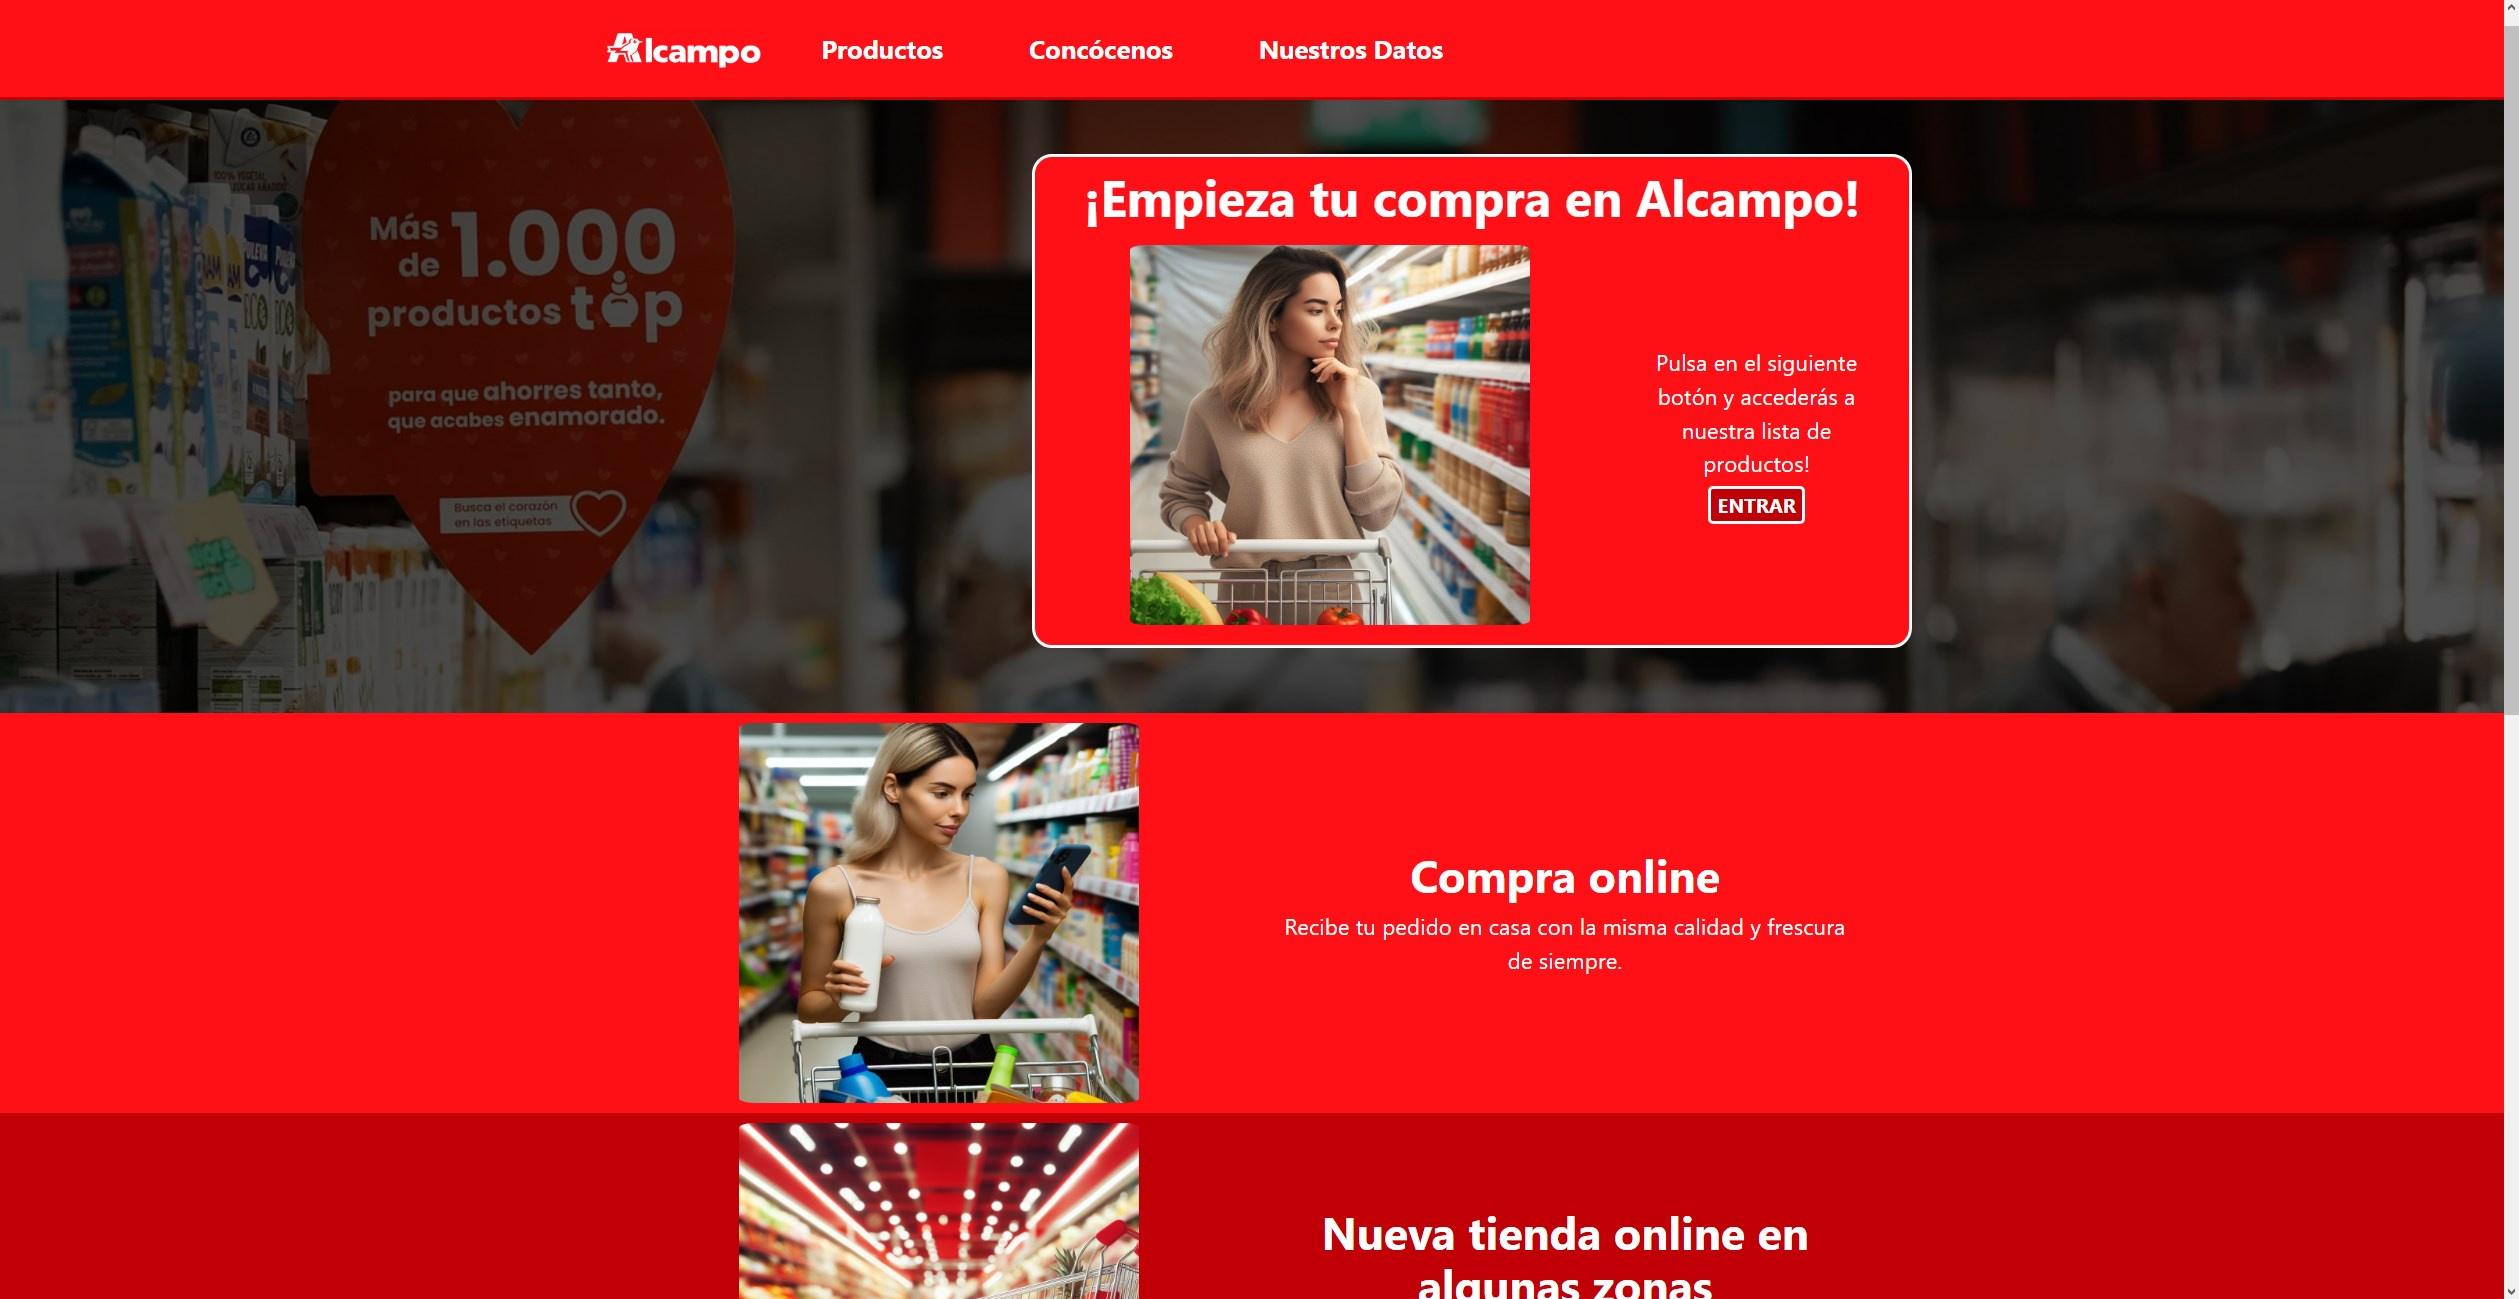 Alcampo
Productos
Concócenos
Nuestros Datos
100% VEGETAL
Más
de 1.000
productos top
para que ahorres tanto,
que acabes enamorado.
Busca el corazón
en las etiquetas
¡Empieza tu compra en Alcampo!
Pulsa en el siguiente
botón y accederás a
nuestra lista de
productos!
ENTRAR
Compra online
Recibe tu pedido en casa con la misma calidad y frescura
de siempre.
Nueva tienda online en
algunas zonas